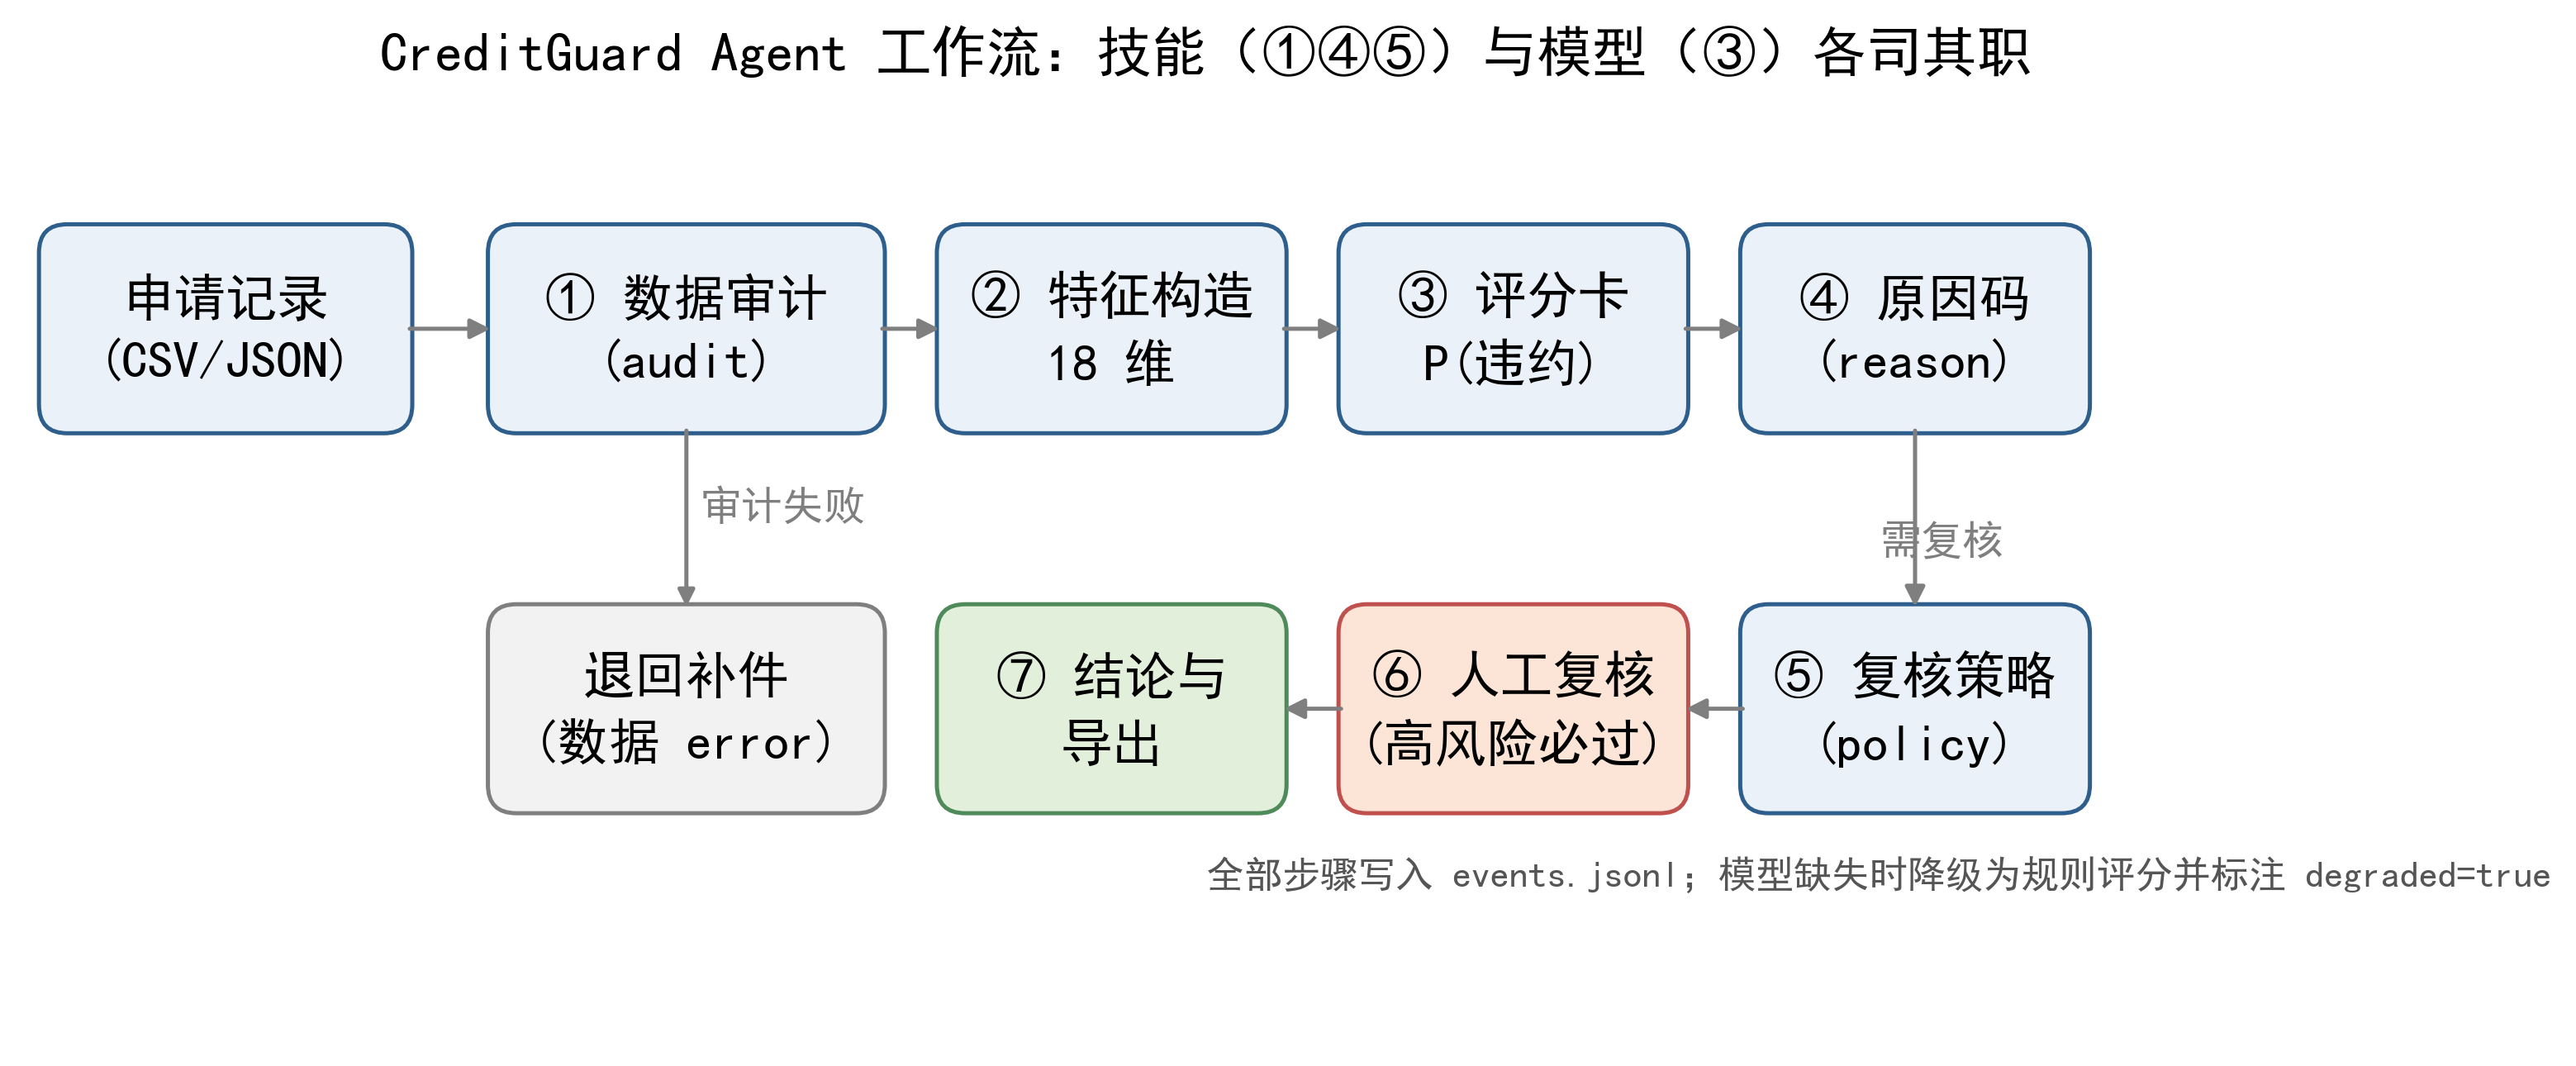 CreditGuard Agent 工作流：技能（①④⑤）与模型（③）各司其职
申请记录
(CSV/JSON)
① 数据审计
(audit)
② 特征构造
18 维
③ 评分卡
P(违约)
④ 原因码
(reason)
审计失败
需复核
退回补件
(数据 error)
⑦ 结论与
导出
⑥ 人工复核
(高风险必过)
⑤ 复核策略
(policy)
全部步骤写入 events.jsonl；模型缺失时降级为规则评分并标注 degraded=true